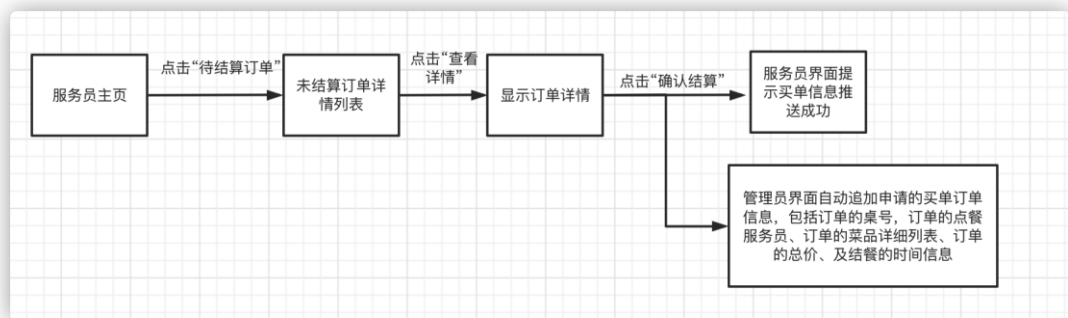 服务员主页
点击“待结算订单”
未结算订单详
情列表
点击“查看
详情”
显示订单详情
点击“确认结算”
服务员界面提
示买单信息推
送成功
管理员界面自动追加申请的买单订单
信息，包括订单的桌号，订单的点餐
服务员、订单的菜品详细列表、订单
的总价、及结餐的时间信息